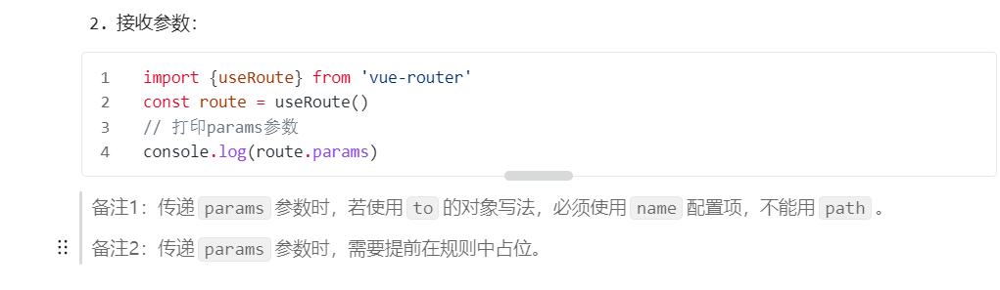 2. 接收参数：
1 import {useRoute} from 'vue-router'
2 const route = useRoute()
3 // 打印params参数
4 console.log(route.params)
备注1：传递 params 参数时，若使用 to 的对象写法，必须使用 name 配置项，不能用 path 。
备注2：传递 params 参数时，需要提前在规则中占位。